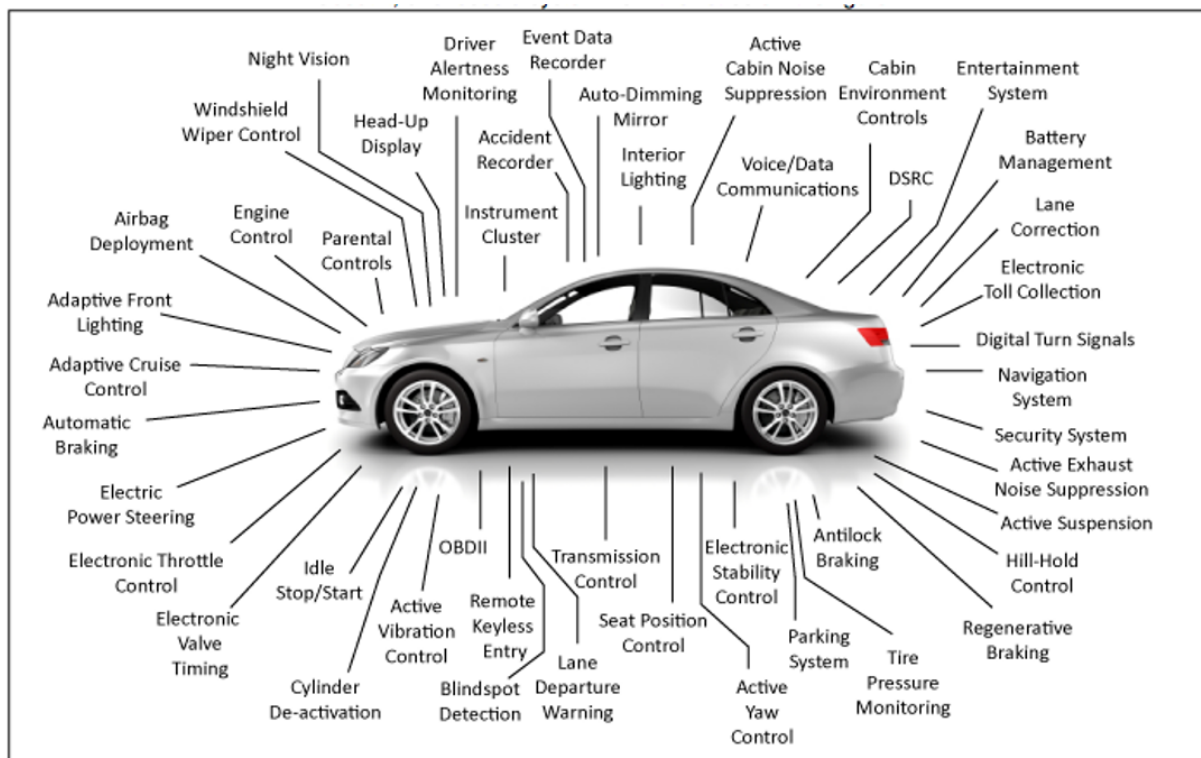 Night Vision
Driver
Alertness
Monitoring
Event Data
Recorder
Active
Cabin Noise
Suppression
Cabin
Environment
Controls
Entertainment
System
Windshield
Wiper Control
Head-Up
Display
Accident
Recorder
Auto-Dimming
Mirror
Interior
Lighting
Voice/Data
Communications
DSRC
Battery
Management
Airbag
Deployment
Engine
Control
Parental
Controls
Instrument
Cluster
Lane
Correction
Electronic
Toll Collection
Adaptive Front
Lighting
Digital Turn Signals
Adaptive Cruise
Control
Navigation
System
Automatic
Braking
Security System
Electric
Power Steering
Active Exhaust
Noise Suppression
Active Suspension
Electronic Throttle
Control
Idle
Stop/Start
OBDII
Transmission
Control
Electronic
Stability
Control
Antilock
Braking
Hill-Hold
Control
Electronic
Valve
Timing
Active
Vibration
Control
Remote
Keyless
Entry
Seat Position
Control
Parking
System
Regenerative
Braking
Cylinder
De-activation
Blindspot
Detection
Lane
Departure
Warning
Active
Yaw
Control
Tire
Pressure
Monitoring